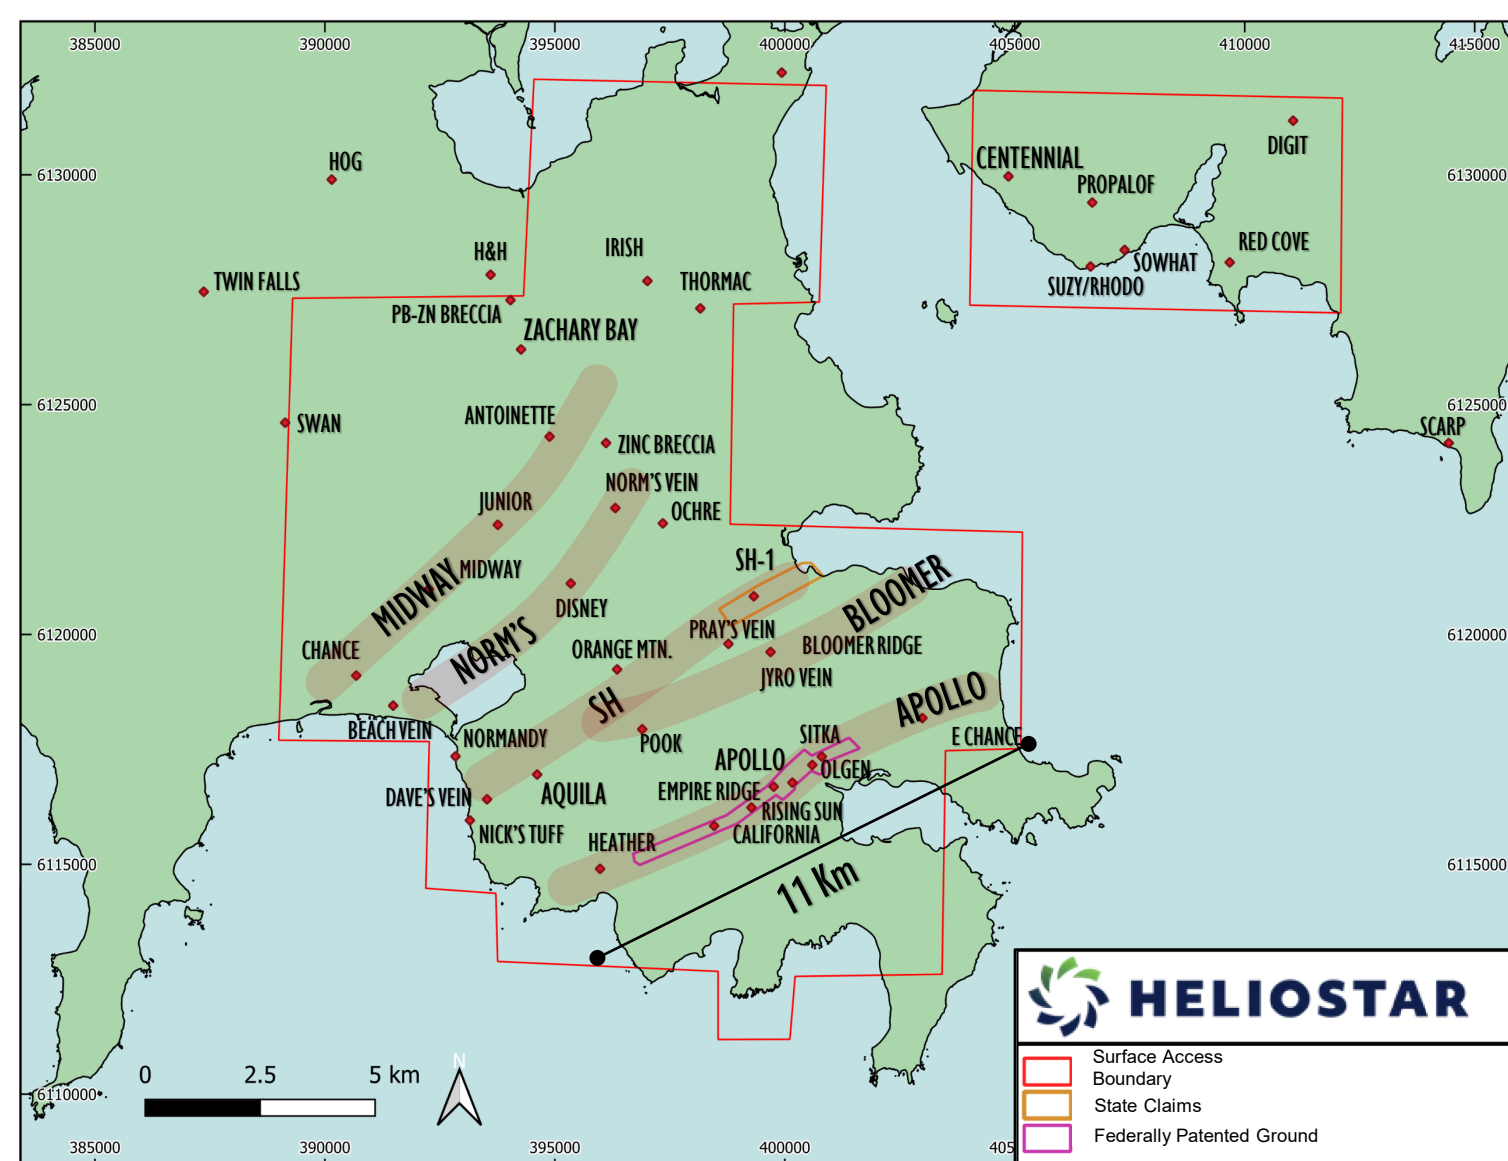 385000 390000 395000 400000 405000 410000 415000
6130000 6130000
6125000 6125000
6120000 6120000
6115000 6115000
6110000
HOG
CENTENNIAL
DIGIT
PROPALOF
H&H
IRISH
RED COVE
SOWHAT
TWIN FALLS
THORMAC
SUZY/RHODO
PB-ZN BRECCIA
ZACHARY BAY
SWAN
ANTOINETTE
SCARP
ZINC BRECCIA
JUNIOR
NORM'S VEIN
OCHRE
MIDWAY
MIDWAY
SH-1
BLOOMER
DISNEY
CHANCE
NORM'S
ORANGE MTN.
PRAY'S VEIN
BLOOMER RIDGE
JYRO VEIN
SH
APOLLO
BEACH VEIN
NORMANDY
POOK
SITKA
E CHANCE
APOLLO
OLGEN
DAVE'S VEIN
AQUILA
EMPIRE RIDGE
RISING SUN
NICK'S TUFF
HEATHER
CALIFORNIA
11 Km
0 2.5 5 km
N
HELIOSTAR
Surface Access
Boundary
State Claims
Federally Patented Ground
385000 390000 395000 400000 405